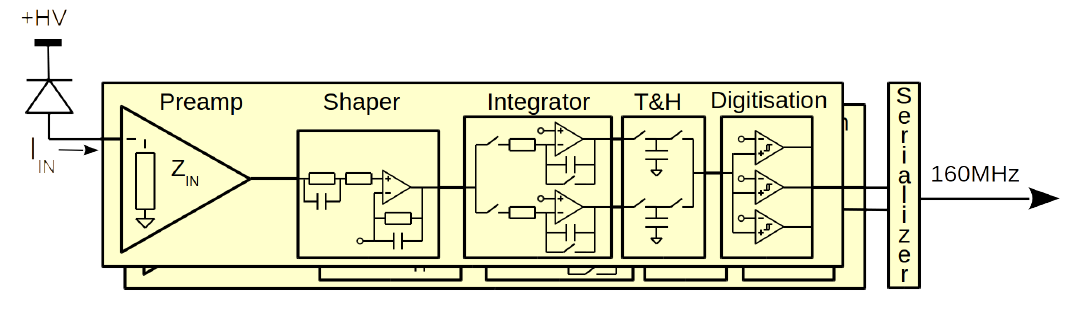 +HV
Preamp
Shaper
Integrator
T&H
Digitisation
Serializer
I IN
Z IN
160MHz